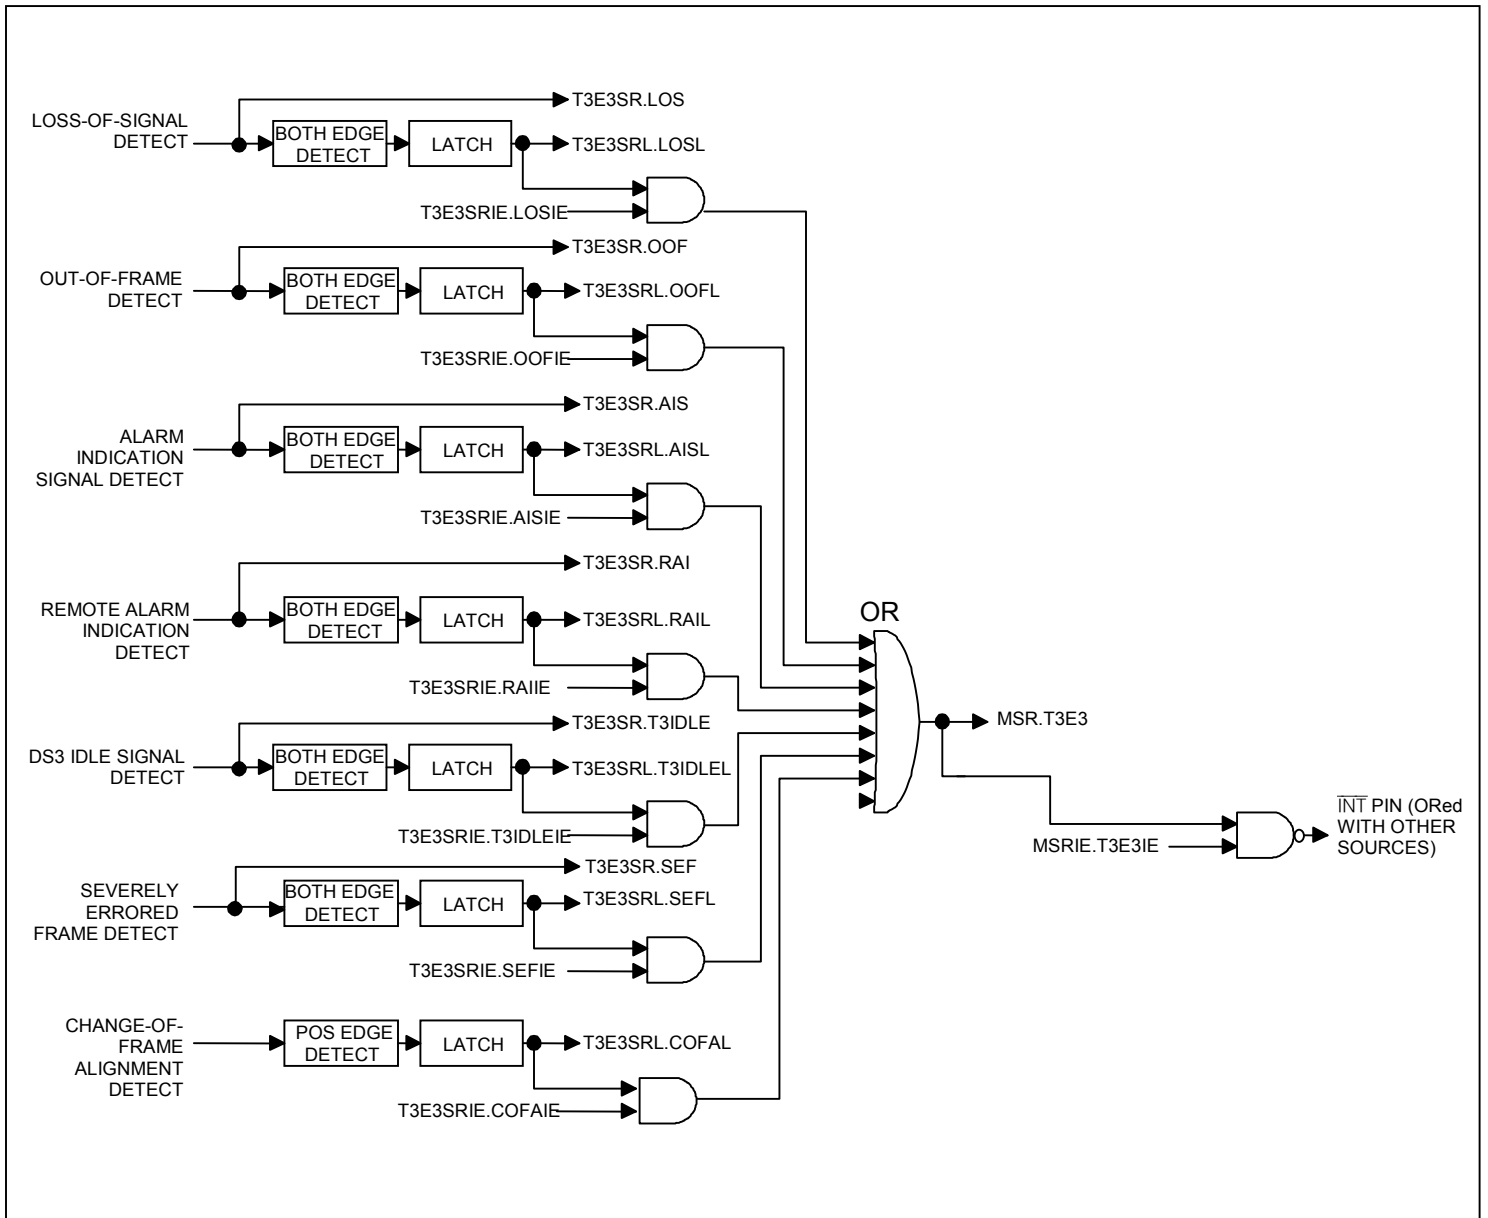 T3E3SR.LOS
LOSS-OF-SIGNAL
DETECT
BOTH EDGE
DETECT
LATCH
T3E3SRL.LOSL
T3E3SRIE.LOSIE
T3E3SR.OOF
OUT-OF-FRAME
DETECT
BOTH EDGE
DETECT
LATCH
T3E3SRL.OOFL
T3E3SRIE.OOFIE
T3E3SR.AIS
ALARM
INDICATION
SIGNAL DETECT
BOTH EDGE
DETECT
LATCH
T3E3SRL.AISL
T3E3SRIE.AISIE
T3E3SR.RAI
REMOTE ALARM
INDICATION
DETECT
BOTH EDGE
DETECT
LATCH
T3E3SRL.RAIL
T3E3SRIE.RAIIE
OR
T3E3SR.T3IDLE
DS3 IDLE SIGNAL
DETECT
BOTH EDGE
DETECT
LATCH
T3E3SRL.T3IDLEL
T3E3SRIE.T3IDLEIE
MSR.T3E3
MSRIE.T3E3IE
INT PIN (ORed
WITH OTHER
SOURCES)
T3E3SR.SEF
SEVERELY
ERRORED
FRAME DETECT
BOTH EDGE
DETECT
LATCH
T3E3SRL.SEFL
T3E3SRIE.SEFIE
CHANGE-OF-
FRAME
ALIGNMENT
DETECT
POS EDGE
DETECT
LATCH
T3E3SRL.COFAL
T3E3SRIE.COFAIE